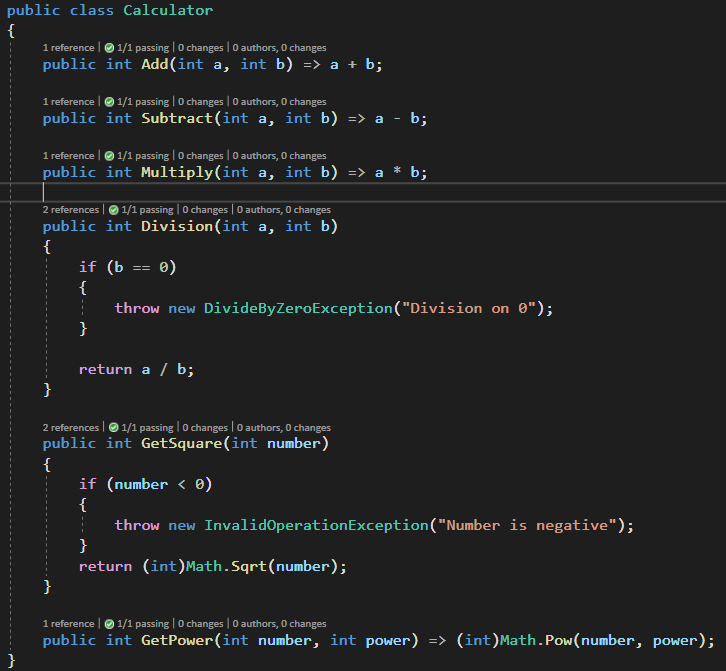 public class Calculator
{
1 reference | 1/1 passing | 0 changes | 0 authors, 0 changes
public int Add(int a, int b) => a + b;
1 reference | 1/1 passing | 0 changes | 0 authors, 0 changes
public int Subtract(int a, int b) => a - b;
1 reference | 1/1 passing | 0 changes | 0 authors, 0 changes
public int Multiply(int a, int b) => a * b;
2 references | 1/1 passing | 0 changes | 0 authors, 0 changes
public int Division(int a, int b)
{
if (b == 0)
{
throw new DivideByZeroException("Division on 0");
}
return a / b;
}
2 references | 1/1 passing | 0 changes | 0 authors, 0 changes
public int GetSquare(int number)
{
if (number < 0)
{
throw new InvalidOperationException("Number is negative");
}
return (int)Math.Sqrt(number);
}
1 reference | 1/1 passing | 0 changes | 0 authors, 0 changes
public int GetPower(int number, int power) => (int)Math.Pow(number, power);
}